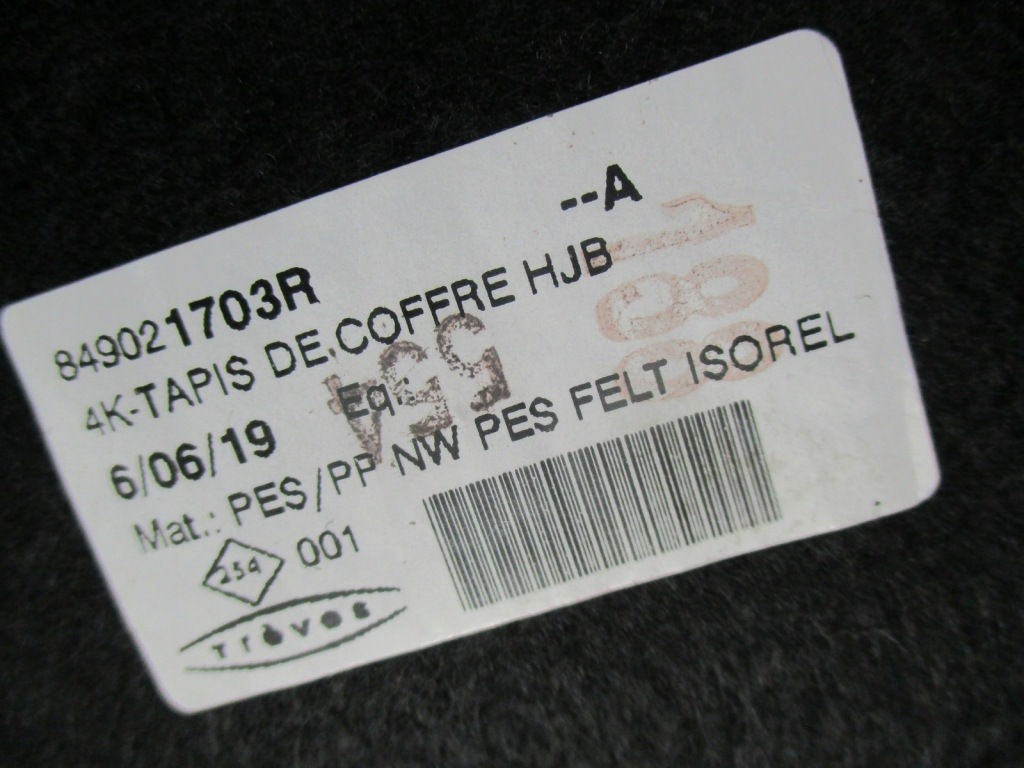 --A
849021703R
4K-TAPIS DE COFFRE HJB
6/06/19 Eq:
Mat.: PES/PP NW PES FELT ISOREL
254 001
Trèves